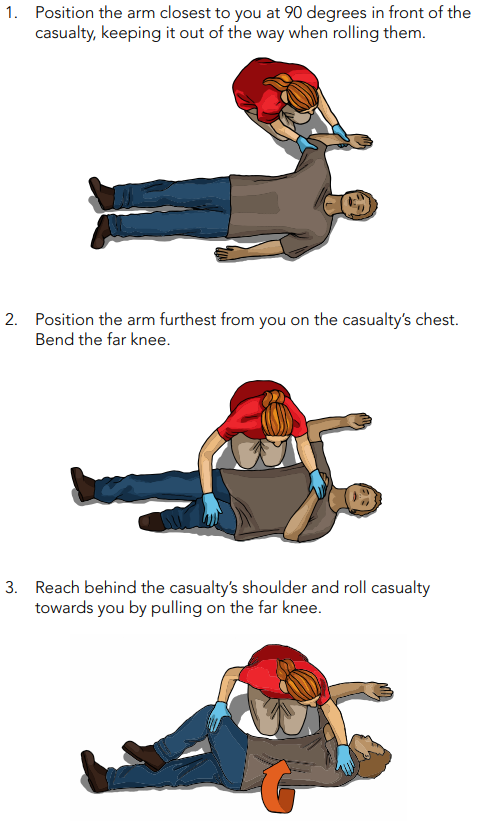 1. Position the arm closest to you at 90 degrees in front of the
casualty, keeping it out of the way when rolling them.
2. Position the arm furthest from you on the casualty's chest.
Bend the far knee.
3. Reach behind the casualty's shoulder and roll casualty
towards you by pulling on the far knee.